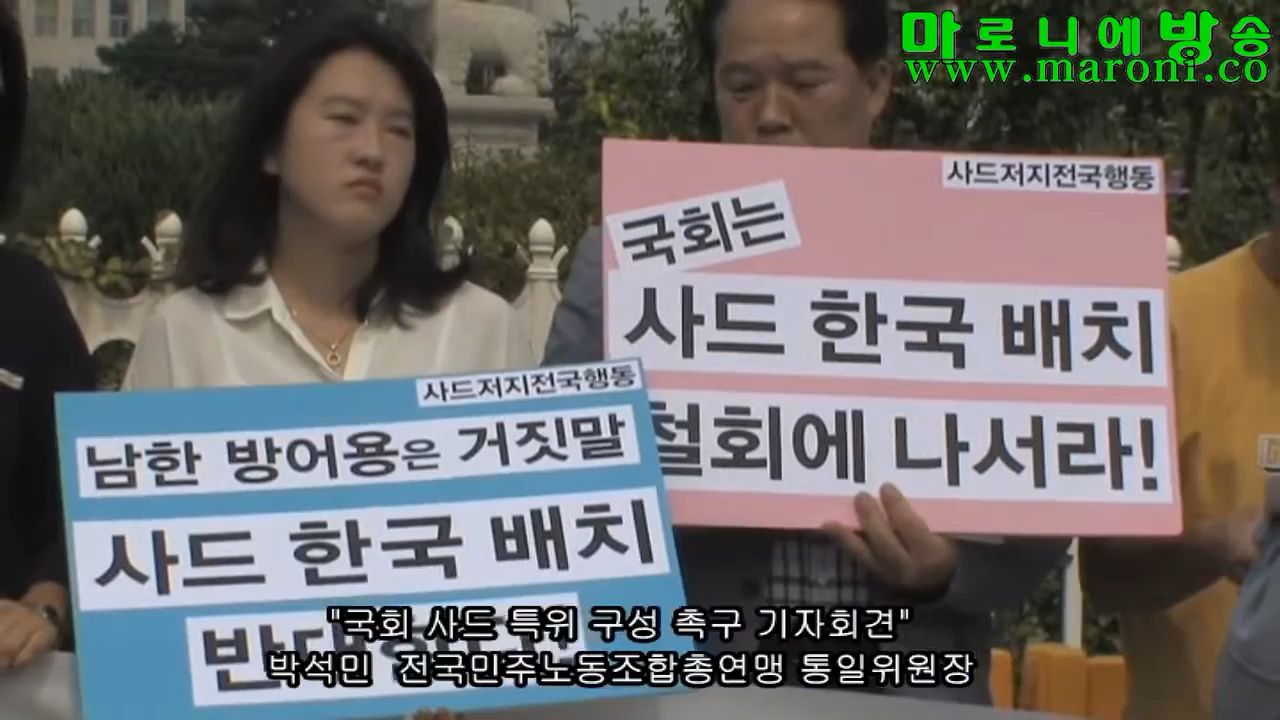 마로니에방송
www.maroni.co
사드저지전국행동
국회는
사드 한국 배치
철회에 나서라!
사드저지전국행동
남한 방어용은 거짓말
사드 한국 배치
"국회 사드 특위 구성 촉구 기자회견"
박석민 전국민주노동조합총연맹 통일위원장